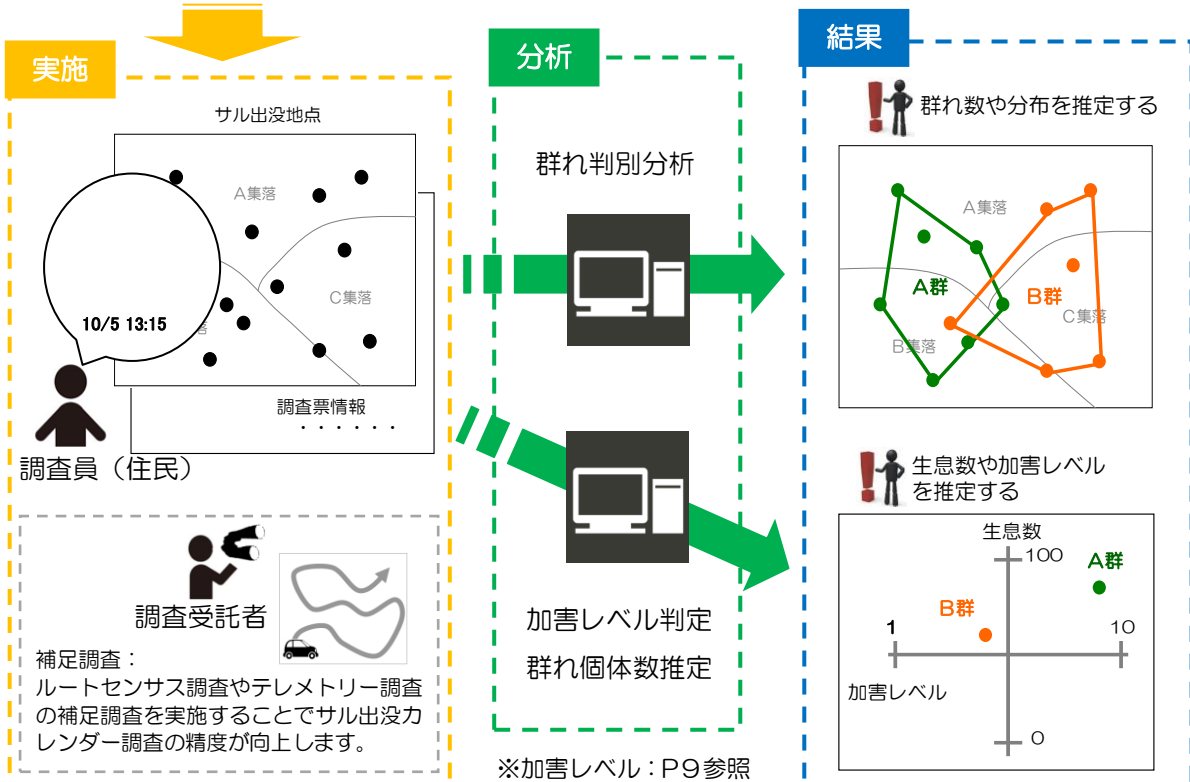 実施
サル出没地点
A集落
C集落
落
10/5 13:15
調査票情報
・・・・・・
調査員（住民）
調査受託者
補足調査：
ルートセンサス調査やテレメトリー調査
の補足調査を実施することでサル出没カ
レンダー調査の精度が向上します。
分析
群れ判別分析
加害レベル判定
群れ個体数推定
※加害レベル：P9参照
結果
群れ数や分布を推定する
A集落
A群
B群
C集落
B集落
生息数や加害レベル
を推定する
生息数
100
A群
B群
1
10
加害レベル
0